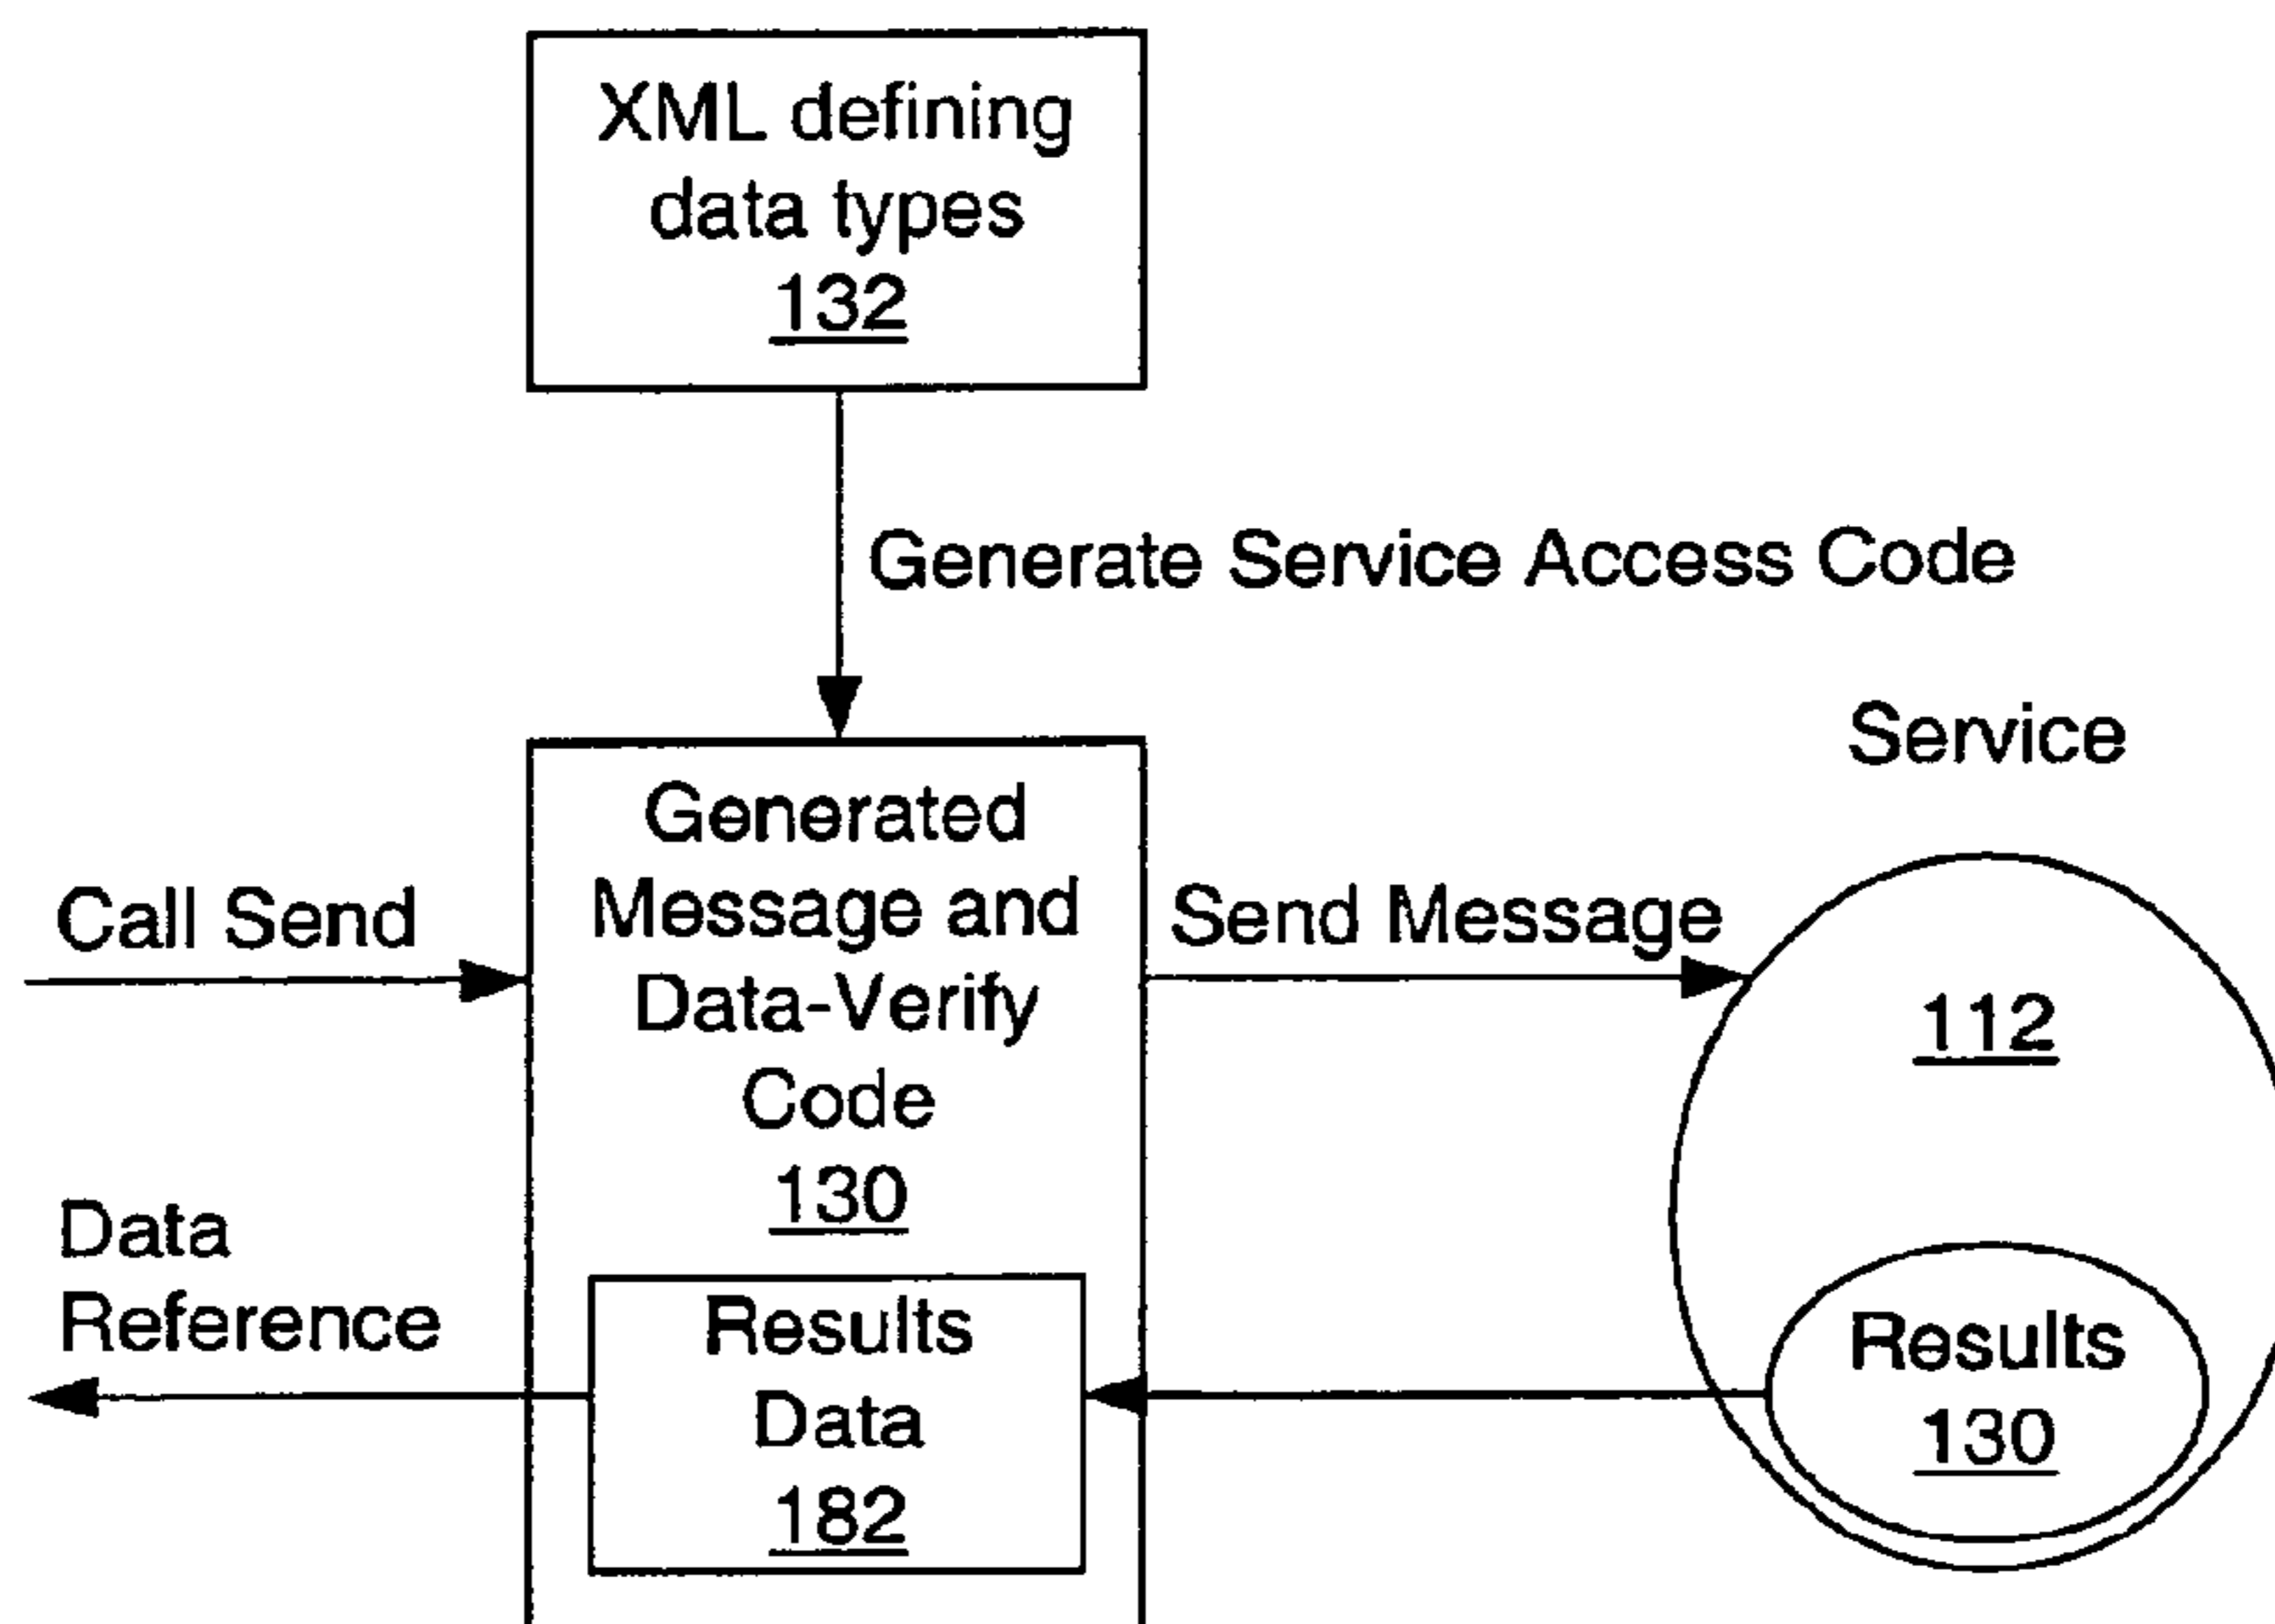 XML defining
data types
132
Generate Service Access Code
Service
Generated
Message and
Data-Verify
Code
130
Call Send
Send Message
112
Data
Reference
Results
Data
182
Results
130